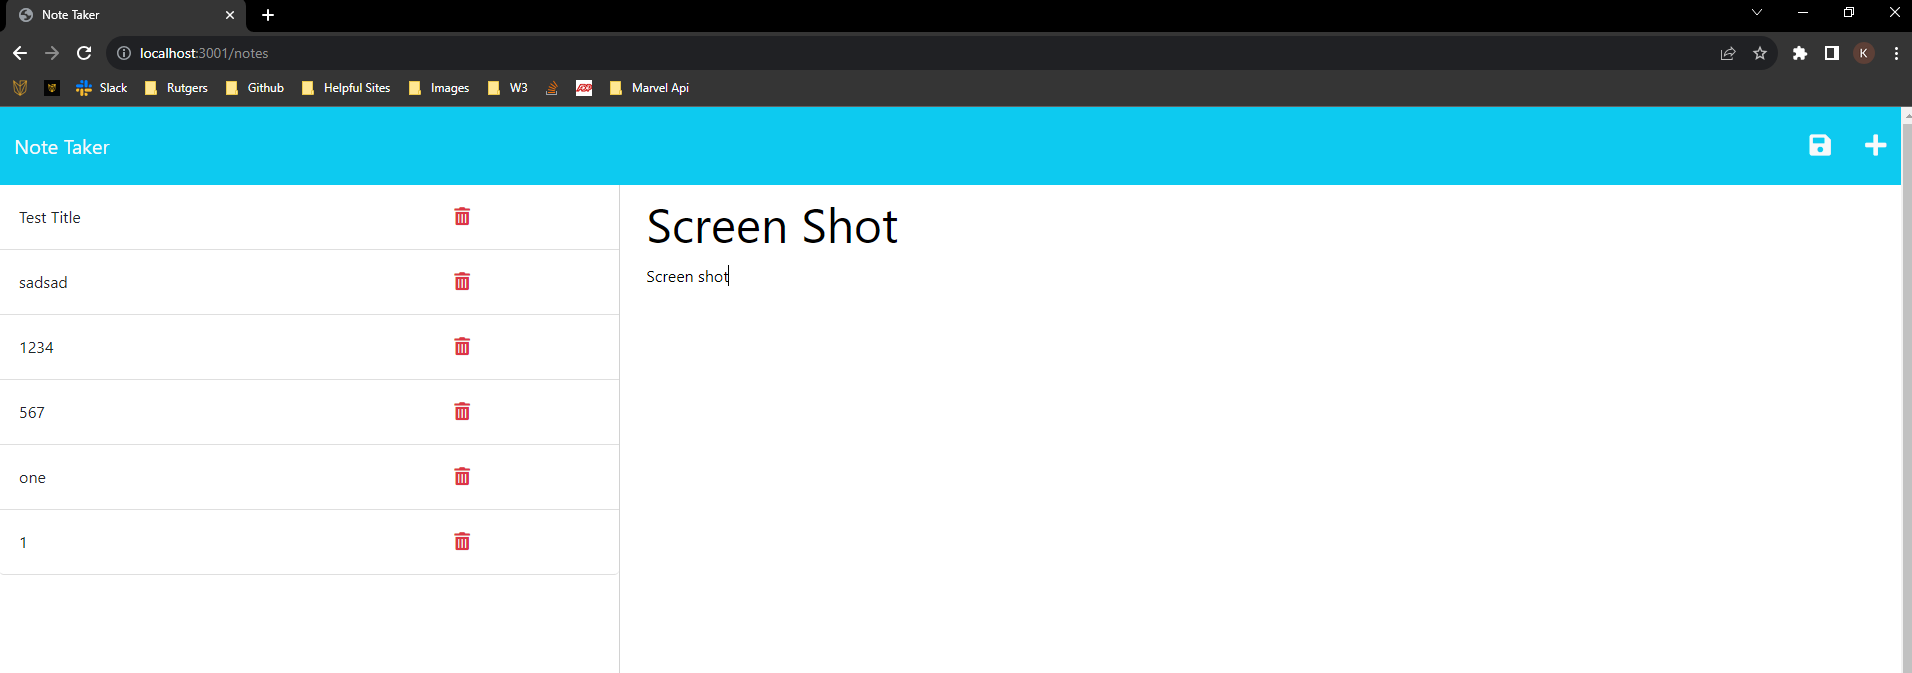 Note Taker
localhost:3001/notes
K
Slack Rutgers Github Helpful Sites Images W3 ADP Marvel Api
Note Taker
Test Title
sadsad
1234
567
one
1
Screen Shot
Screen shot